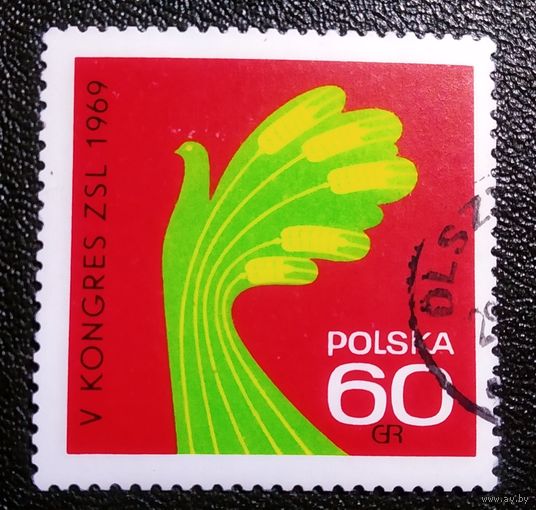 V KONGRES ZSL 1969
POLSKA
60
GR
www.ay.by